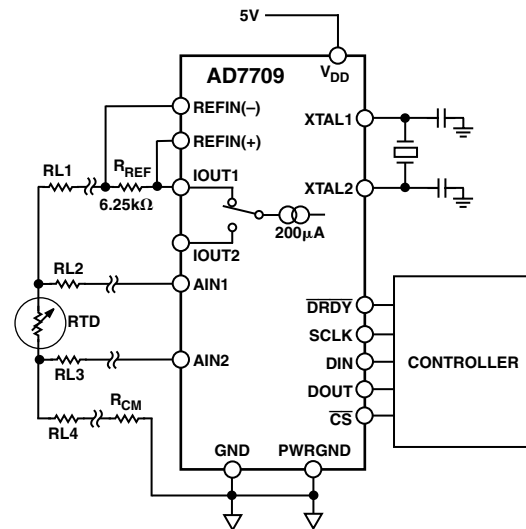 5V
AD7709
VDD
REFIN(–)
REFIN(+)
XTAL1
RL1
RREF
IOUT1
6.25kΩ
XTAL2
200µA
IOUT2
RL2
AIN1
RTD
DRDY
SCLK
DIN
CONTROLLER
AIN2
RL3
DOUT
CS
RCM
RL4
GND
PWRGND